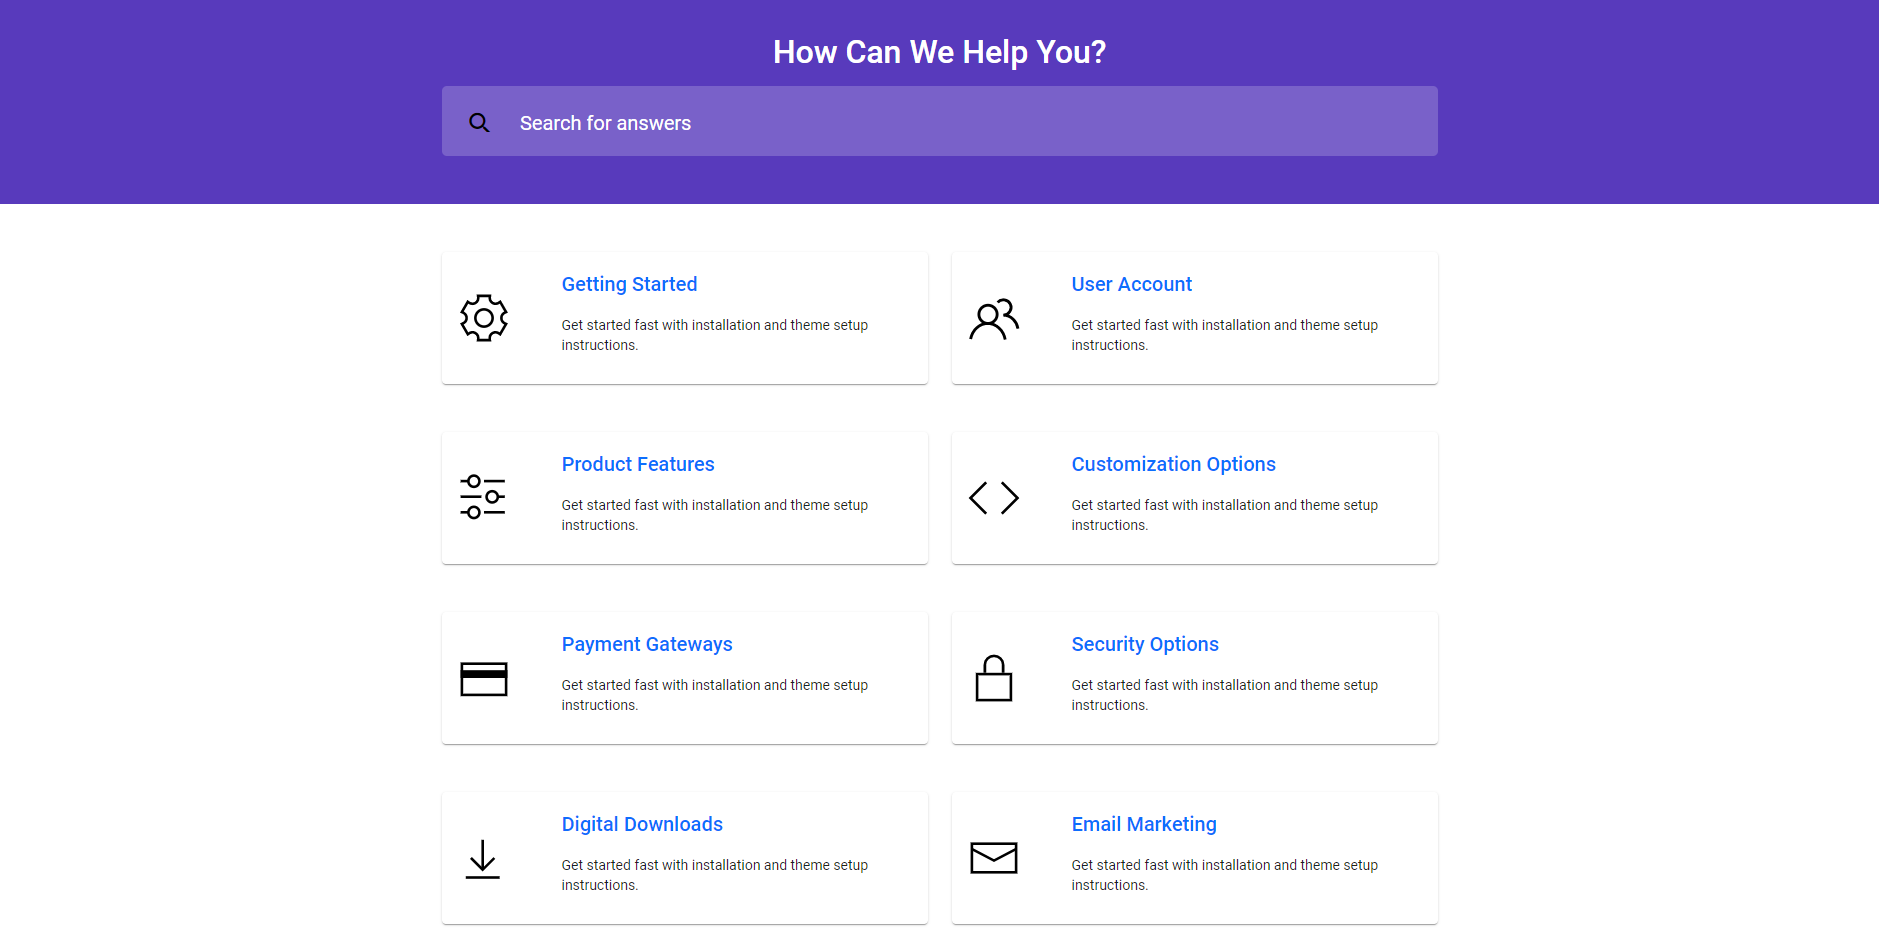 How Can We Help You?
Search for answers
Getting Started
Get started fast with installation and theme setup
instructions.
User Account
Get started fast with installation and theme setup
instructions.
Product Features
Get started fast with installation and theme setup
instructions.
Customization Options
Get started fast with installation and theme setup
instructions.
Payment Gateways
Get started fast with installation and theme setup
instructions.
Security Options
Get started fast with installation and theme setup
instructions.
Digital Downloads
Get started fast with installation and theme setup
instructions.
Email Marketing
Get started fast with installation and theme setup
instructions.